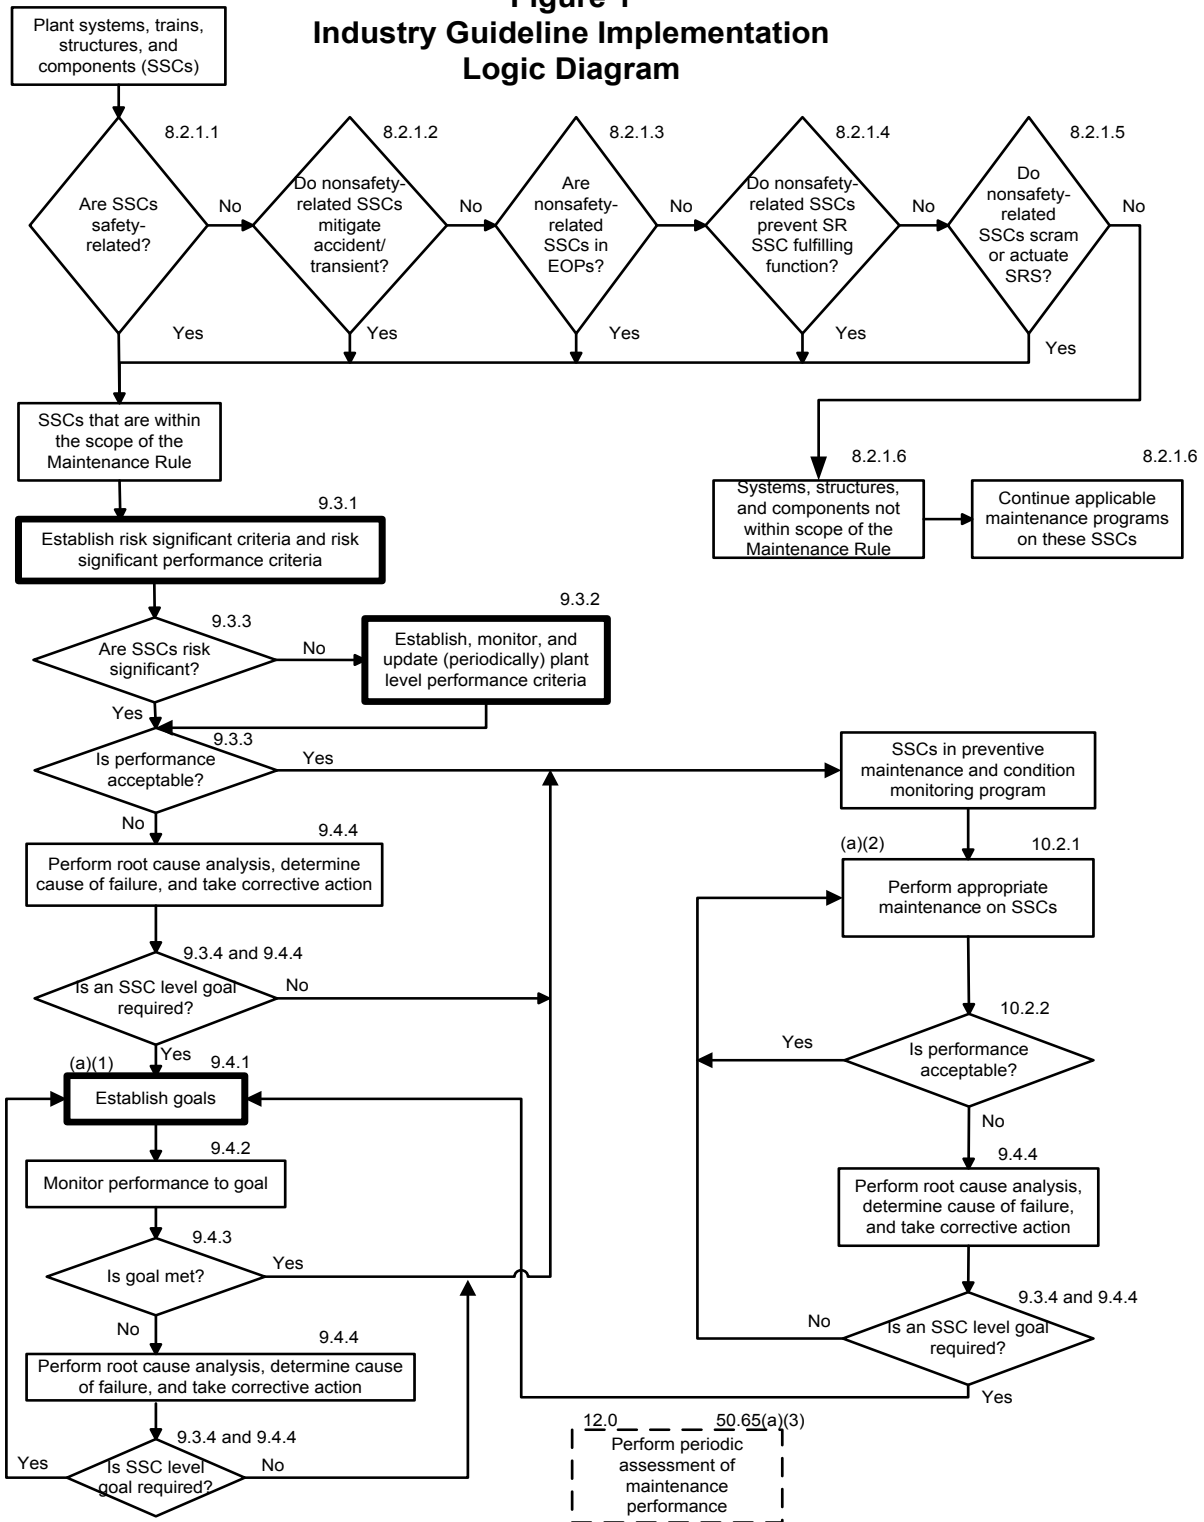 Figure 1
Industry Guideline Implementation
Logic Diagram
Plant systems, trains,
structures, and
components (SSCs)
8.2.1.1
Are SSCs
safety-
related?
No
Yes
8.2.1.2
Do nonsafety-
related SSCs
mitigate
accident/
transient?
No
Yes
8.2.1.3
Are
nonsafety-
related
SSCs in
EOPs?
No
Yes
8.2.1.4
Do nonsafety-
related SSCs
prevent SR
SSC fulfilling
function?
No
Yes
8.2.1.5
Do
nonsafety-
related
SSCs scram
or actuate
SRS?
No
Yes
SSCs that are within
the scope of the
Maintenance Rule
8.2.1.6
Systems, structures,
and components not
within scope of the
Maintenance Rule
8.2.1.6
Continue applicable
maintenance programs
on these SSCs
9.3.1
Establish risk significant criteria and risk
significant performance criteria
9.3.3
Are SSCs risk
significant?
No
Yes
9.3.2
Establish, monitor, and
update (periodically) plant
level performance criteria
9.3.3
Is performance
acceptable?
Yes
No
SSCs in preventive
maintenance and condition
monitoring program
9.4.4
Perform root cause analysis, determine
cause of failure, and take corrective action
(a)(2)
10.2.1
Perform appropriate
maintenance on SSCs
9.3.4 and 9.4.4
Is an SSC level goal
required?
No
Yes
10.2.2
Is performance
acceptable?
Yes
No
(a)(1)
9.4.1
Establish goals
9.4.2
Monitor performance to goal
9.4.4
Perform root cause analysis,
determine cause of failure,
and take corrective action
9.4.3
Is goal met?
Yes
No
9.3.4 and 9.4.4
Is an SSC level goal
required?
No
Yes
9.4.4
Perform root cause analysis, determine cause
of failure, and take corrective action
9.3.4 and 9.4.4
Is SSC level
goal required?
Yes
No
12.0
50.65(a)(3)
Perform periodic
assessment of
maintenance
performance